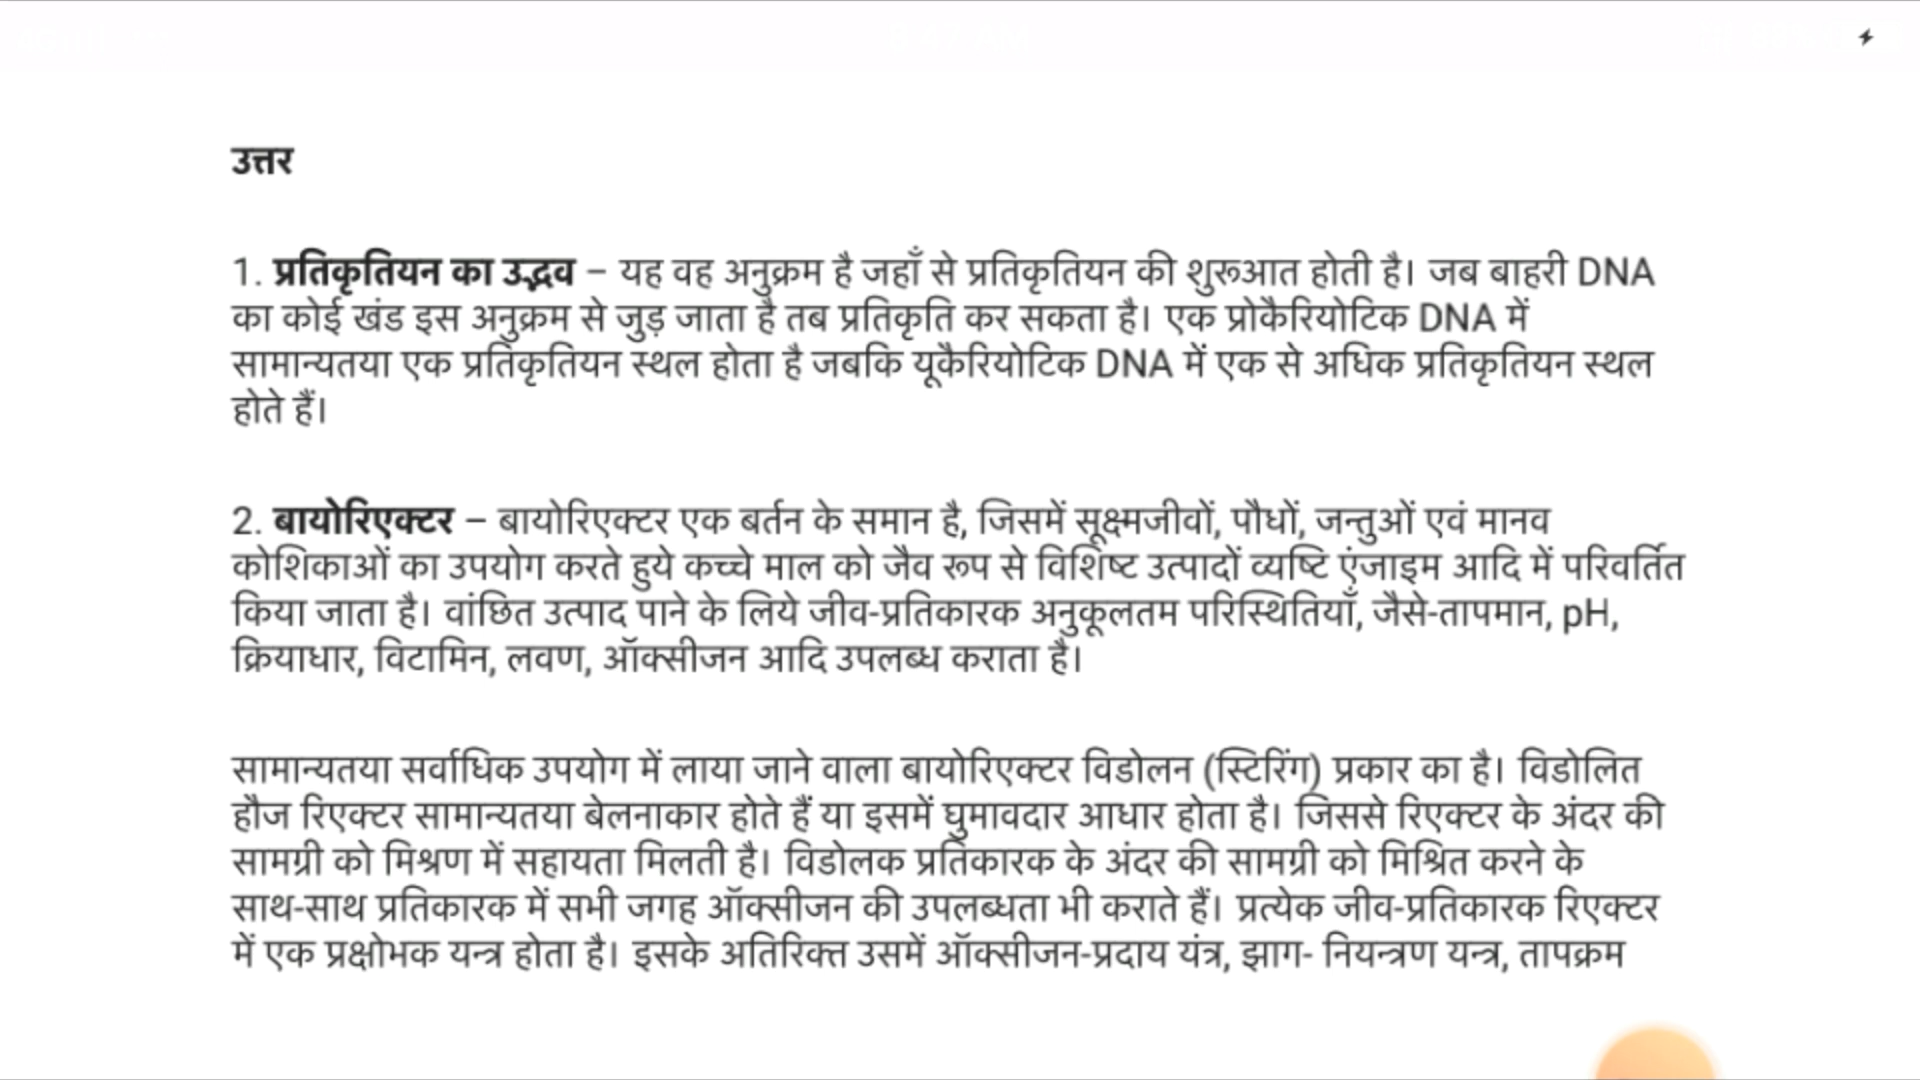 उत्तर
1. प्रतिकृतियन का उद्भव – यह वह अनुक्रम है जहाँ से प्रतिकृतियन की शुरूआत होती है। जब बाहरी DNA
का कोई खंड इस अनुक्रम से जुड़ जाता है तब प्रतिकृति कर सकता है। एक प्रोकैरियोटिक DNA में
सामान्यतया एक प्रतिकृतियन स्थल होता है जबकि यूकैरियोटिक DNA में एक से अधिक प्रतिकृतियन स्थल
होते हैं।
2. बायोरिएक्टर – बायोरिएक्टर एक बर्तन के समान है, जिसमें सूक्ष्मजीवों, पौधों, जन्तुओं एवं मानव
कोशिकाओं का उपयोग करते हुये कच्चे माल को जैव रूप से विशिष्ट उत्पादों व्यष्टि एंजाइम आदि में परिवर्तित
किया जाता है। वांछित उत्पाद पाने के लिये जीव-प्रतिकारक अनुकूलतम परिस्थितियाँ, जैसे-तापमान, pH,
क्रियाधार, विटामिन, लवण, ऑक्सीजन आदि उपलब्ध कराता है।
सामान्यतया सर्वाधिक उपयोग में लाया जाने वाला बायोरिएक्टर विडोलन (स्टिरिंग) प्रकार का है। विडोलित
हौज रिएक्टर सामान्यतया बेलनाकार होते हैं या इसमें घुमावदार आधार होता है। जिससे रिएक्टर के अंदर की
सामग्री को मिश्रण में सहायता मिलती है। विडोलक प्रतिकारक के अंदर की सामग्री को मिश्रित करने के
साथ-साथ प्रतिकारक में सभी जगह ऑक्सीजन की उपलब्धता भी कराते हैं। प्रत्येक जीव-प्रतिकारक रिएक्टर
में एक प्रक्षोभक यन्त्र होता है। इसके अतिरिक्त उसमें ऑक्सीजन-प्रदाय यंत्र, झाग- नियन्त्रण यन्त्र, तापक्रम